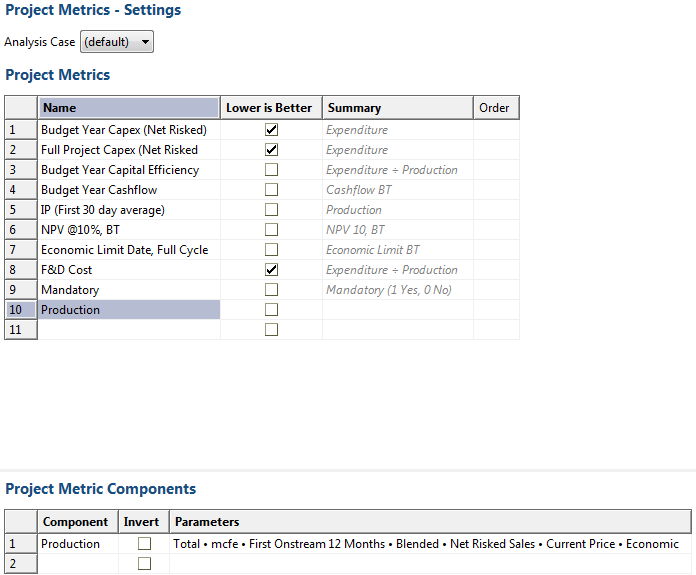 Project Metrics - Settings
Analysis Case (default)
Project Metrics
Name Lower is Better Summary Order
1 Budget Year Capex (Net Risked) Expenditure
2 Full Project Capex (Net Risked Expenditure
3 Budget Year Capital Efficiency Expenditure ÷ Production
4 Budget Year Cashflow Cashflow BT
5 IP (First 30 day average) Production
6 NPV @10%, BT NPV 10, BT
7 Economic Limit Date, Full Cycle Economic Limit BT
8 F&D Cost Expenditure ÷ Production
9 Mandatory Mandatory (1 Yes, 0 No)
10 Production
11
Project Metric Components
Component Invert Parameters
1 Production Total • mcfe • First Onstream 12 Months • Blended • Net Risked Sales • Current Price • Economic
2